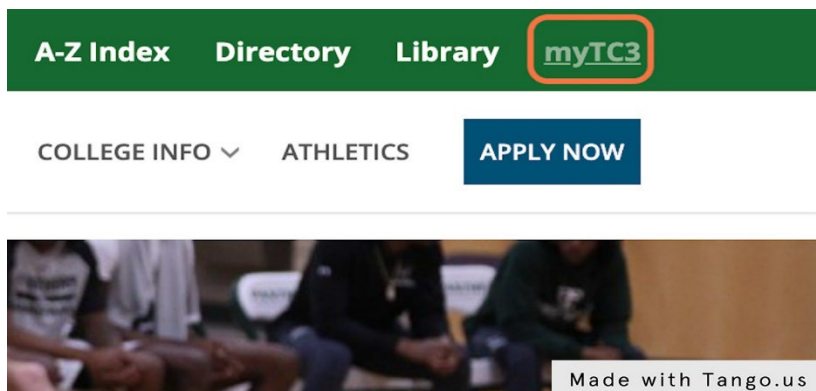 A-Z Index Directory Library myTC3
COLLEGE INFO ATHLETICS APPLY NOW
Made with Tango.us